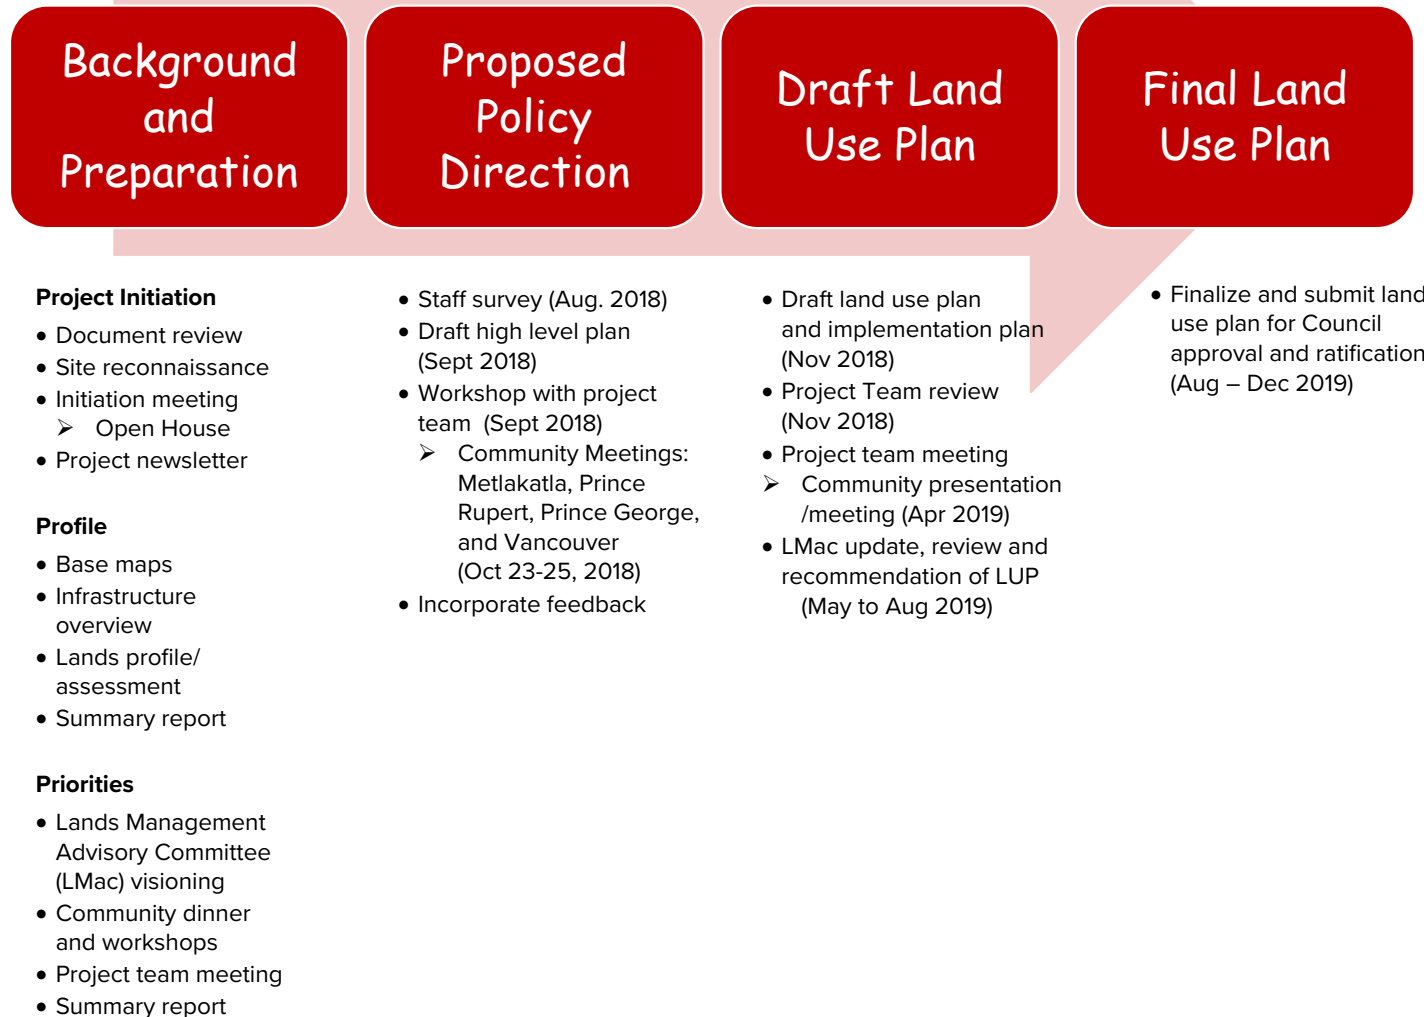 Background
and
Preparation
Proposed
Policy
Direction
Draft Land
Use Plan
Final Land
Use Plan
Project Initiation
• Document review
• Site reconnaissance
• Initiation meeting
➢ Open House
• Project newsletter
Profile
• Base maps
• Infrastructure
overview
• Lands profile/
assessment
• Summary report
Priorities
• Lands Management
Advisory Committee
(LMac) visioning
• Community dinner
and workshops
• Project team meeting
• Summary report
• Staff survey (Aug. 2018)
• Draft high level plan
(Sept 2018)
• Workshop with project
team (Sept 2018)
➢ Community Meetings:
Metlakatla, Prince
Rupert, Prince George,
and Vancouver
(Oct 23-25, 2018)
• Incorporate feedback
• Draft land use plan
and implementation plan
(Nov 2018)
• Project Team review
(Nov 2018)
• Project team meeting
➢ Community presentation
/meeting (Apr 2019)
• LMac update, review and
recommendation of LUP
(May to Aug 2019)
• Finalize and submit land
use plan for Council
approval and ratification
(Aug – Dec 2019)